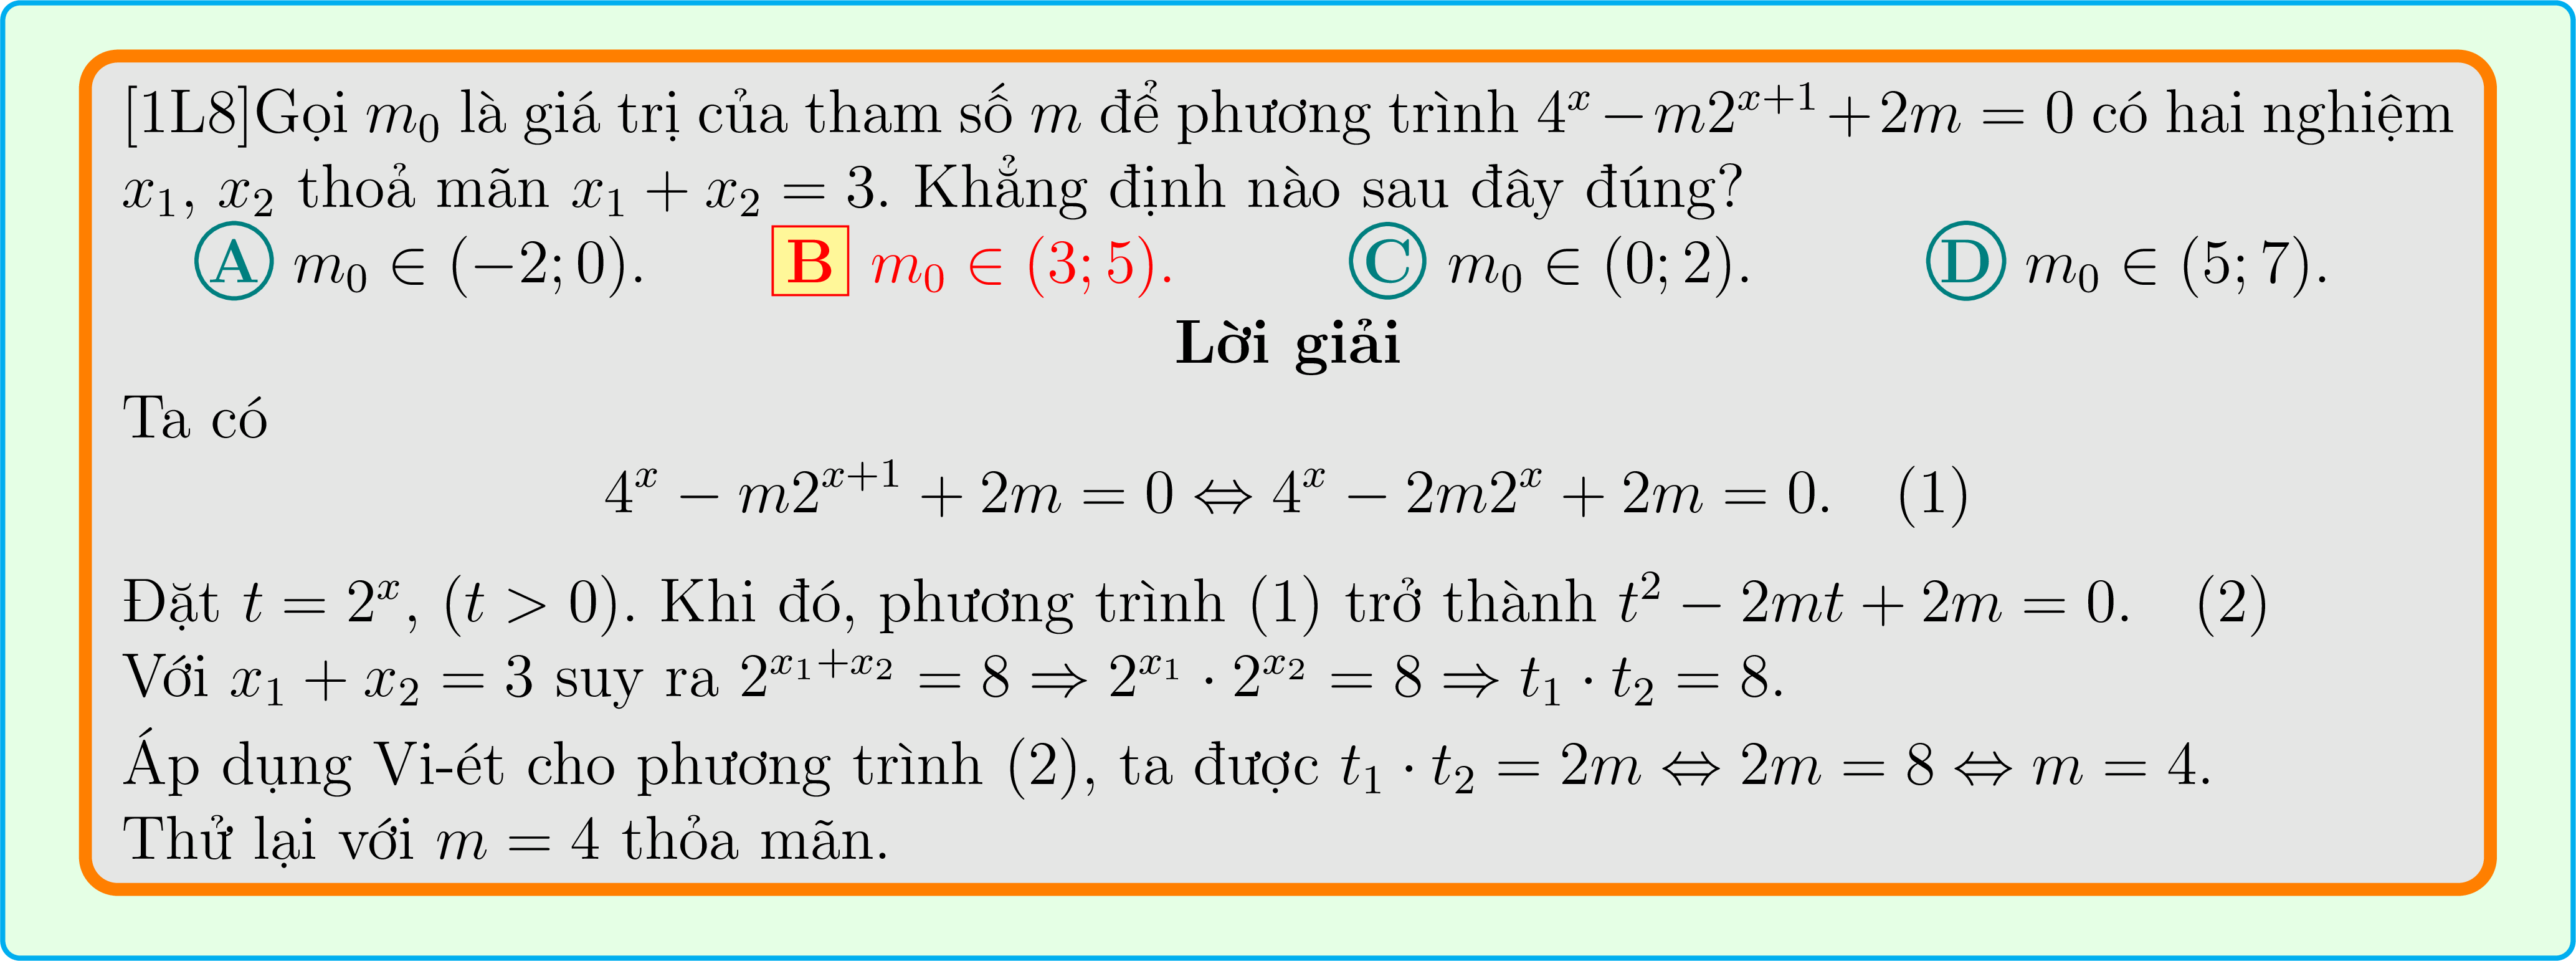 [1L8]Gọi $m_0$ là giá trị của tham số $m$ để phương trình $4^x - m2^{x+1} + 2m = 0$ có hai nghiệm
$x_1$, $x_2$ thoả mãn $x_1 + x_2 = 3$. Khẳng định nào sau đây đúng?
A $m_0 \in (-2; 0)$. B $m_0 \in (3; 5)$. C $m_0 \in (0; 2)$. D $m_0 \in (5; 7)$.
Lời giải
Ta có
$4^x - m2^{x+1} + 2m = 0 \Leftrightarrow 4^x - 2m2^x + 2m = 0. \quad (1)$
Đặt $t = 2^x$, $(t > 0)$. Khi đó, phương trình (1) trở thành $t^2 - 2mt + 2m = 0. \quad (2)$
Với $x_1 + x_2 = 3$ suy ra $2^{x_1+x_2} = 8 \Rightarrow 2^{x_1} \cdot 2^{x_2} = 8 \Rightarrow t_1 \cdot t_2 = 8$.
Áp dụng Vi-ét cho phương trình (2), ta được $t_1 \cdot t_2 = 2m \Leftrightarrow 2m = 8 \Leftrightarrow m = 4$.
Thử lại với $m = 4$ thỏa mãn.